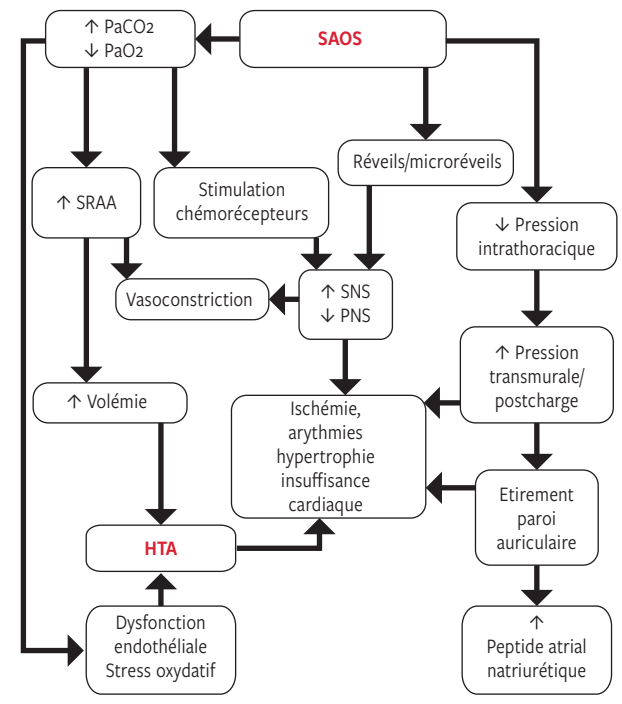 ↑ PaCO2
↓ PaO2
SAOS
Réveils/microréveils
↑ SRAA
Stimulation
chémorécepteurs
↓ Pression
intrathoracique
Vasoconstriction
↑ SNS
↓ PNS
↑ Pression
transmurale/
postcharge
↑ Volémie
Ischémie,
arythmies
hypertrophie
insuffisance
cardiaque
Etirement
paroi
auriculaire
HTA
Dysfonction
endothéliale
Stress oxydatif
↑
Peptide atrial
natriurétique